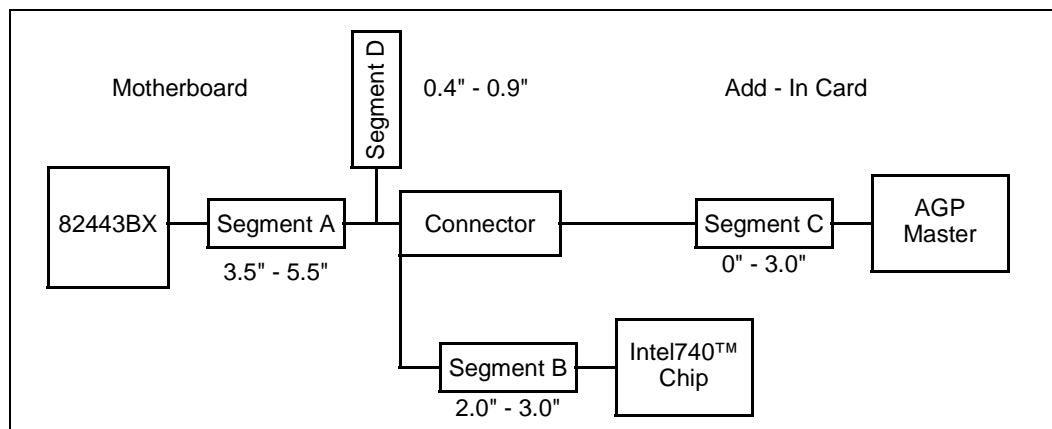 Motherboard
Segment D
0.4" - 0.9"
Add - In Card
82443BX
Segment A
3.5" - 5.5"
Connector
Segment C
0" - 3.0"
AGP
Master
Segment B
2.0" - 3.0"
Intel740™
Chip